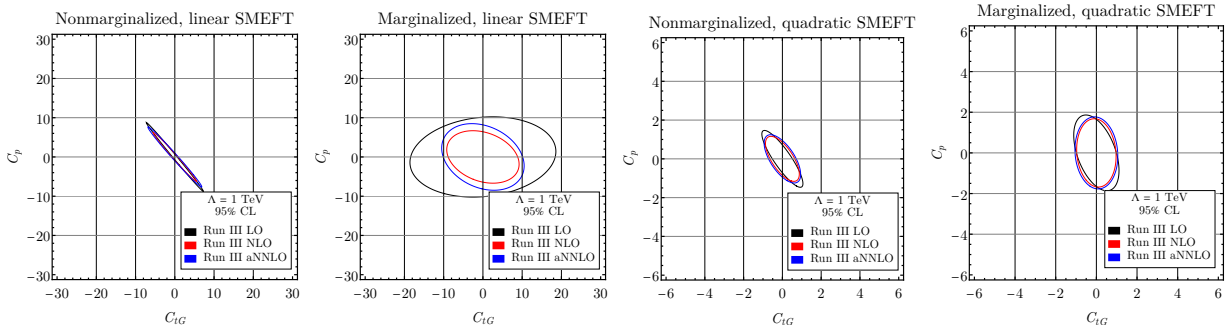 Nonmarginalized, linear SMEFT
30
20
10
0
−10
−20
−30
C_p
Λ = 1 TeV
95% CL
Run III LO
Run III NLO
Run III aNNLO
−30 −20 −10 0 10 20 30
C_tG
Marginalized, linear SMEFT
30
20
10
0
−10
−20
−30
C_p
Λ = 1 TeV
95% CL
Run III LO
Run III NLO
Run III aNNLO
−30 −20 −10 0 10 20 30
C_tG
Nonmarginalized, quadratic SMEFT
6
4
2
0
−2
−4
−6
C_p
Λ = 1 TeV
95% CL
Run III LO
Run III NLO
Run III aNNLO
−6 −4 −2 0 2 4 6
C_tG
Marginalized, quadratic SMEFT
6
4
2
0
−2
−4
−6
C_p
Λ = 1 TeV
95% CL
Run III LO
Run III NLO
Run III aNNLO
−6 −4 −2 0 2 4 6
C_tG